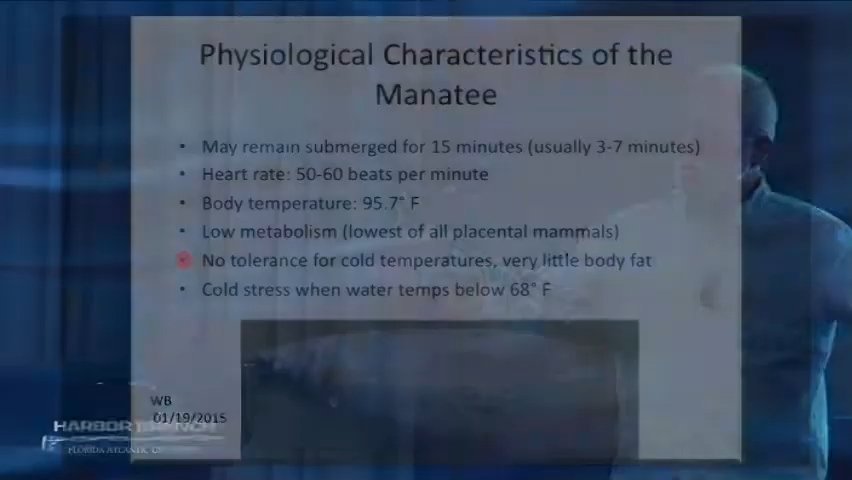 Physiological Characteristics of the
Manatee
• May remain submerged for 15 minutes (usually 3-7 minutes)
• Heart rate: 50-60 beats per minute
• Body temperature: 95.7° F
• Low metabolism (lowest of all placental mammals)
• No tolerance for cold temperatures, very little body fat
• Cold stress when water temps below 68° F
WB
01/19/2015
HARBOR BRANCH
FLORIDA ATLANTIC